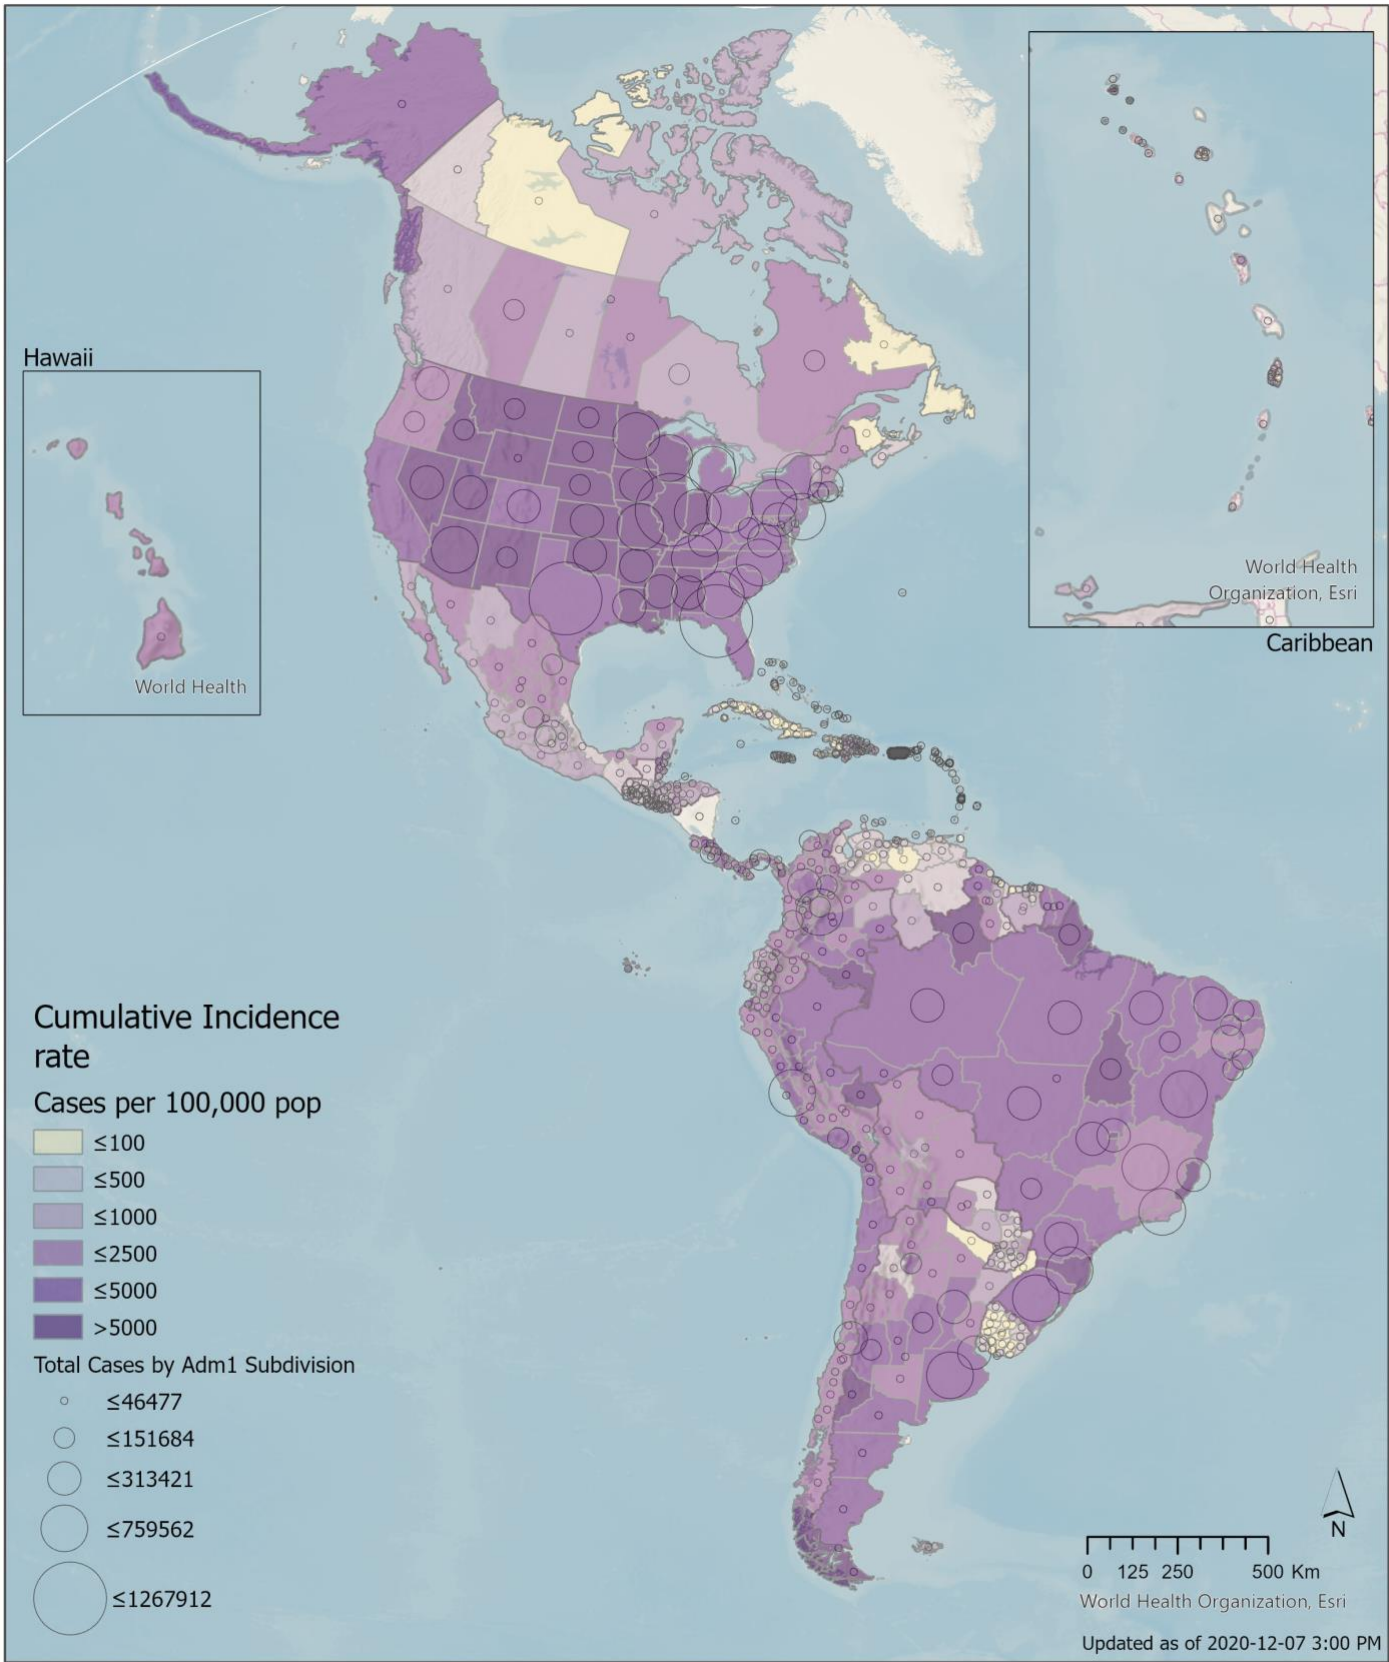 Hawaii
World Health
World Health
Organization, Esri
Caribbean
Cumulative Incidence
rate
Cases per 100,000 pop
≤100
≤500
≤1000
≤2500
≤5000
>5000
Total Cases by Adm1 Subdivision
≤46477
≤151684
≤313421
≤759562
≤1267912
N
0 125 250 500 Km
World Health Organization, Esri
Updated as of 2020-12-07 3:00 PM